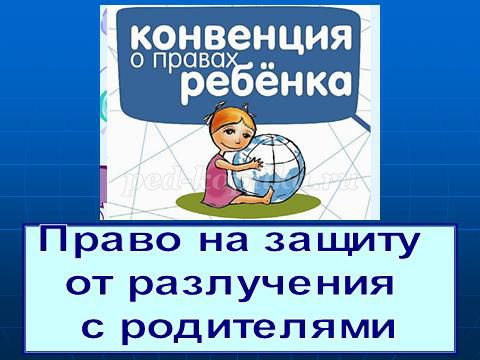 конвенция
о правах
ребёнка
Право на защиту
от разлучения
с родителями